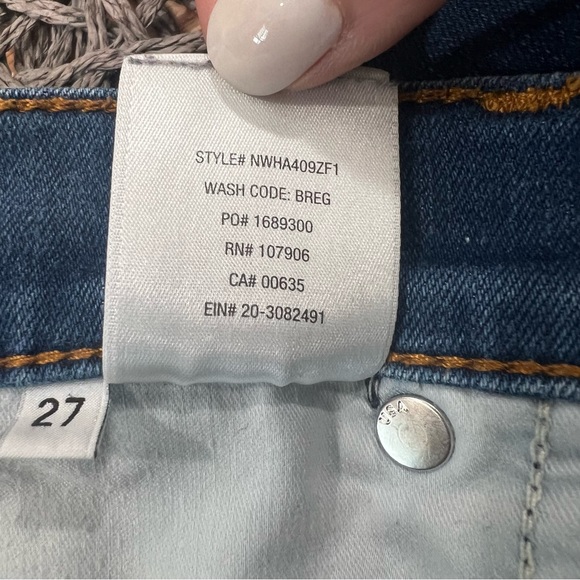 STYLE# NWHA409ZF1
WASH CODE: BREG
PO# 1689300
RN# 107906
CA# 00635
EIN# 20-3082491
27